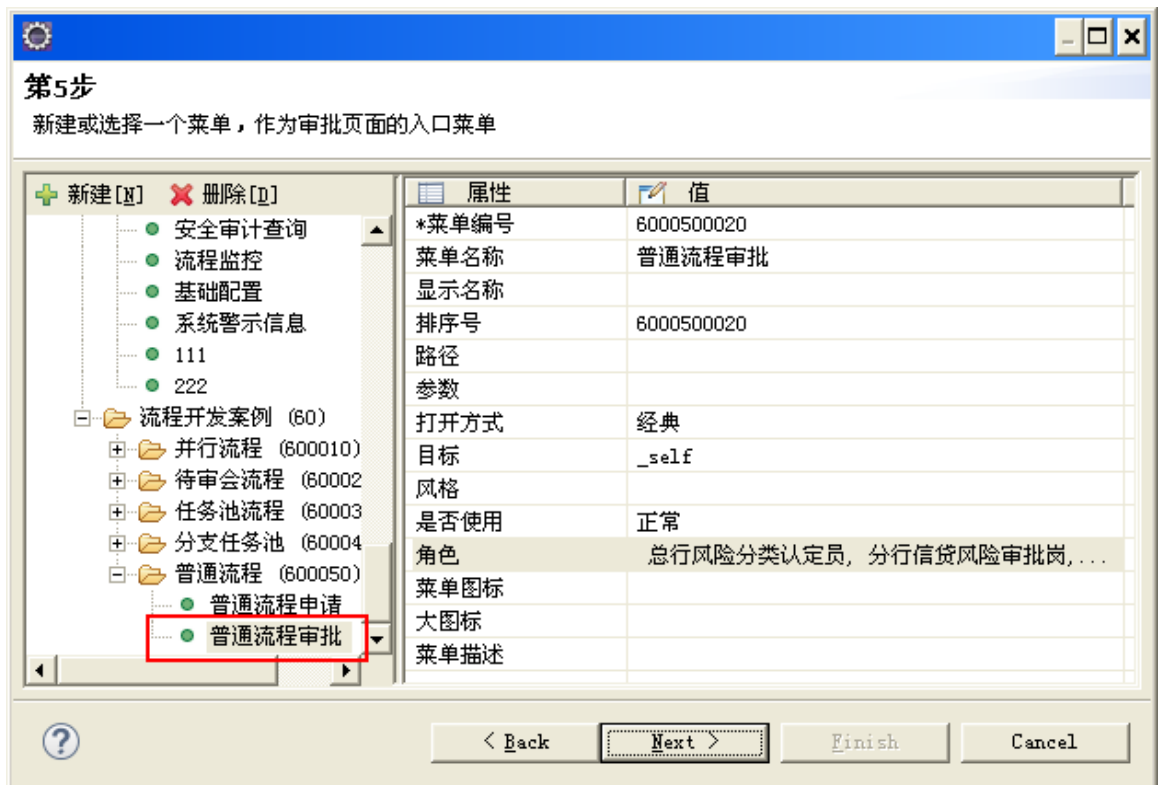 第5步
新建或选择一个菜单，作为审批页面的入口菜单
新建[N] 删除[D]
安全审计查询
流程监控
基础配置
系统警示信息
111
222
流程开发案例 (60)
并行流程 (600010)
待审会流程 (60002
任务池流程 (60003
分支任务池 (60004
普通流程 (600050)
普通流程申请
普通流程审批
属性 值
*菜单编号 6000500020
菜单名称 普通流程审批
显示名称
排序号 6000500020
路径
参数
打开方式 经典
目标 _self
风格
是否使用 正常
角色 总行风险分类认定员, 分行信贷风险审批岗,...
菜单图标
大图标
菜单描述
?
< Back Next > Finish Cancel